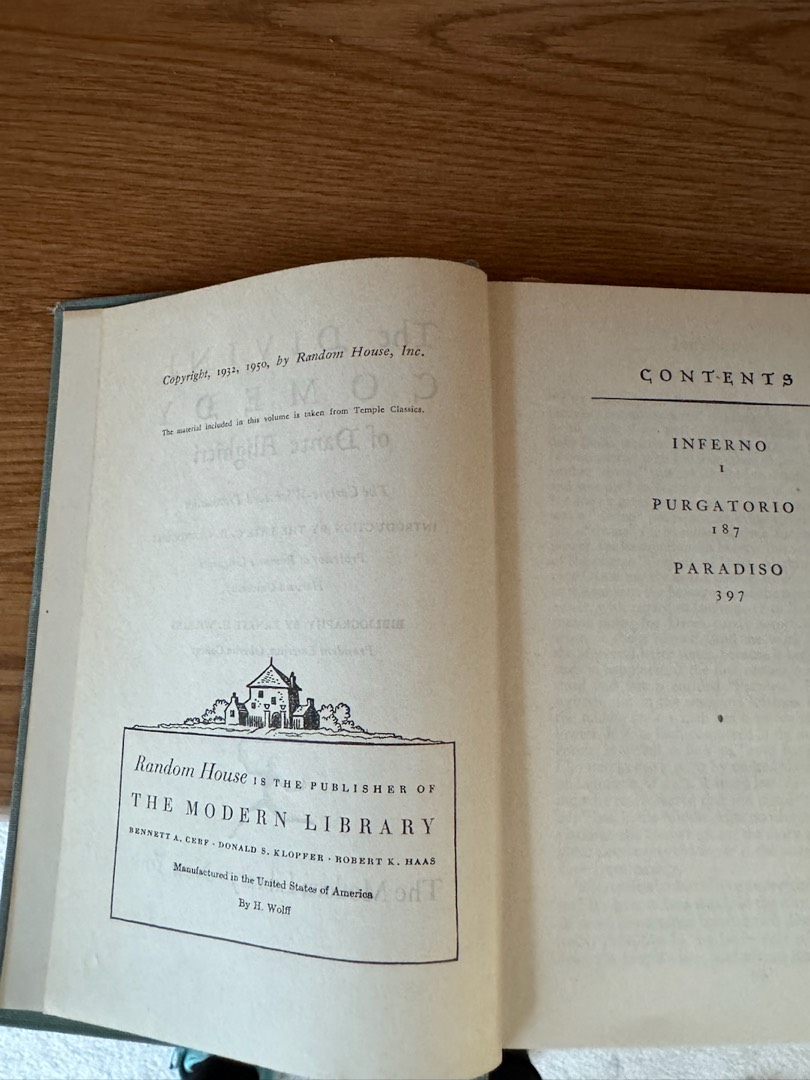 Copyright, 1932, 1950, by Random House, Inc.
The material included in this volume is taken from Temple Classics.
Random House IS THE PUBLISHER OF
THE MODERN LIBRARY
BENNETT A. CERF · DONALD S. KLOPFER · ROBERT K. HAAS
Manufactured in the United States of America
By H. Wolff
CONTENTS
INFERNO
I
PURGATORIO
187
PARADISO
397